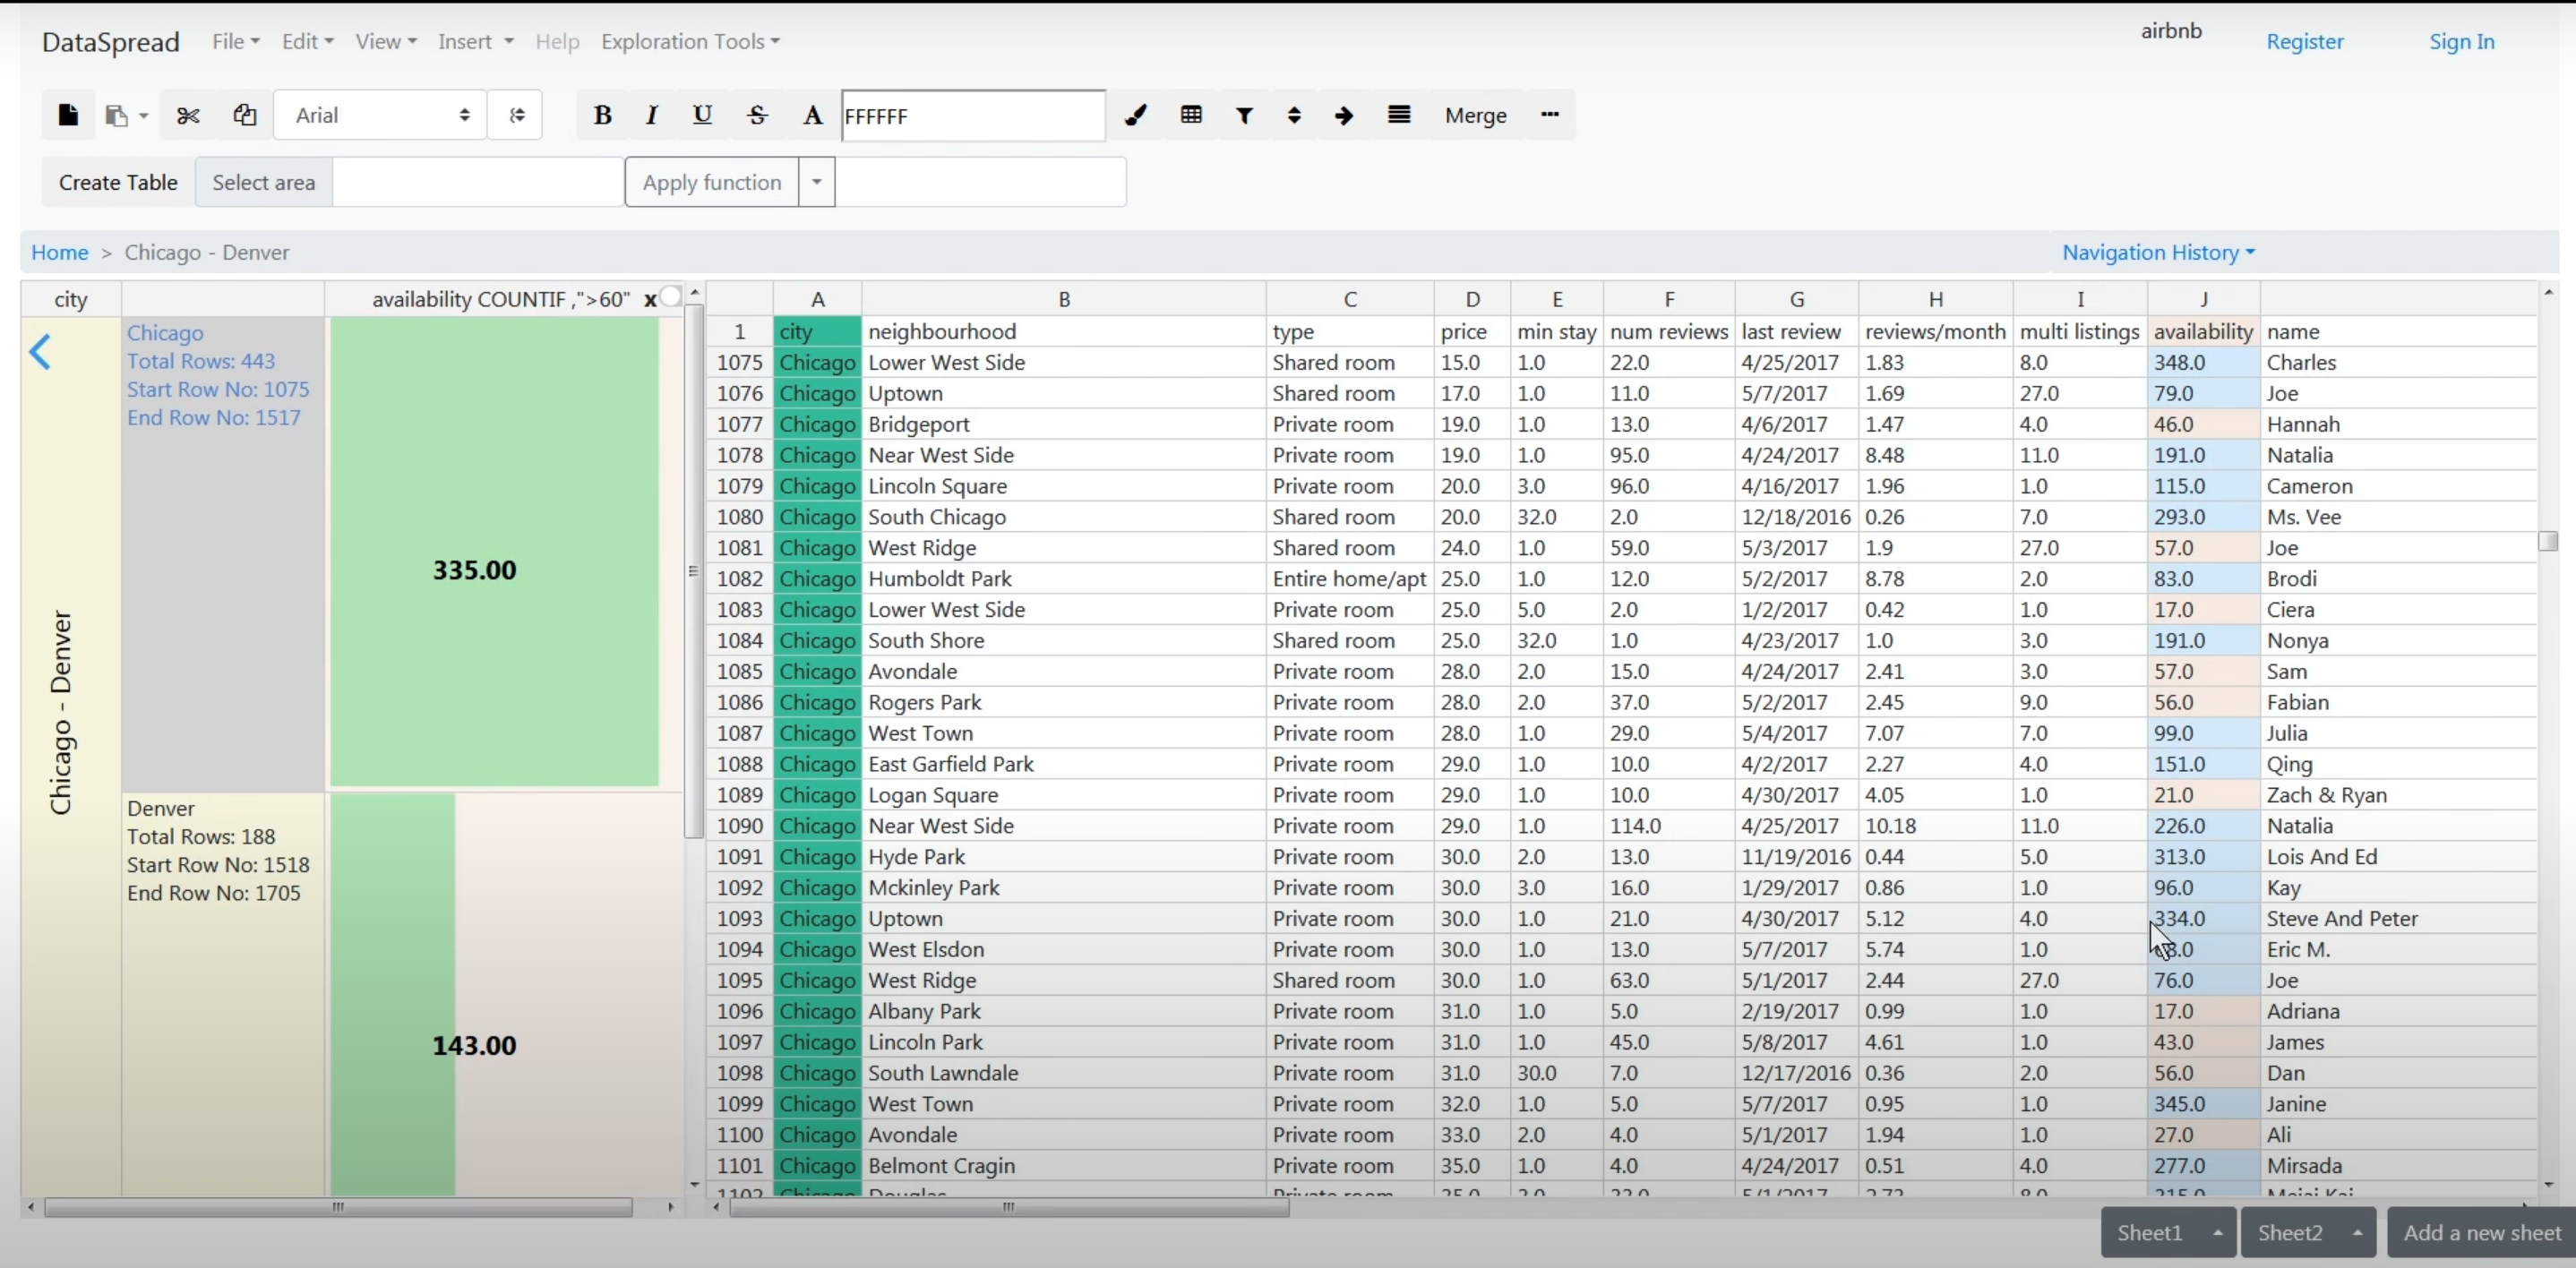 airbnb
DataSpread File Edit View Insert Help Exploration Tools Register Sign In
Arial B I U S A FFFFFF Merge
Create Table Select area Apply function
Home > Chicago - Denver Navigation History
city availability COUNTIF ,">60" x
Chicago - Denver
Chicago
Total Rows: 443
Start Row No: 1075
End Row No: 1517
335.00
Denver
Total Rows: 188
Start Row No: 1518
End Row No: 1705
143.00
A B C D E F G H I J
1 city neighbourhood type price min stay num reviews last review reviews/month multi listings availability name
1075 Chicago Lower West Side Shared room 15.0 1.0 22.0 4/25/2017 1.83 8.0 348.0 Charles
1076 Chicago Uptown Shared room 17.0 1.0 11.0 5/7/2017 1.69 27.0 79.0 Joe
1077 Chicago Bridgeport Private room 19.0 1.0 13.0 4/6/2017 1.47 4.0 46.0 Hannah
1078 Chicago Near West Side Private room 19.0 1.0 95.0 4/24/2017 8.48 11.0 191.0 Natalia
1079 Chicago Lincoln Square Private room 20.0 3.0 96.0 4/16/2017 1.96 1.0 115.0 Cameron
1080 Chicago South Chicago Shared room 20.0 32.0 2.0 12/18/2016 0.26 7.0 293.0 Ms. Vee
1081 Chicago West Ridge Shared room 24.0 1.0 59.0 5/3/2017 1.9 27.0 57.0 Joe
1082 Chicago Humboldt Park Entire home/apt 25.0 1.0 12.0 5/2/2017 8.78 2.0 83.0 Brodi
1083 Chicago Lower West Side Private room 25.0 5.0 2.0 1/2/2017 0.42 1.0 17.0 Ciera
1084 Chicago South Shore Shared room 25.0 32.0 1.0 4/23/2017 1.0 3.0 191.0 Nonya
1085 Chicago Avondale Private room 28.0 2.0 15.0 4/24/2017 2.41 3.0 57.0 Sam
1086 Chicago Rogers Park Private room 28.0 2.0 37.0 5/2/2017 2.45 9.0 56.0 Fabian
1087 Chicago West Town Private room 28.0 1.0 29.0 5/4/2017 7.07 7.0 99.0 Julia
1088 Chicago East Garfield Park Private room 29.0 1.0 10.0 4/2/2017 2.27 4.0 151.0 Qing
1089 Chicago Logan Square Private room 29.0 1.0 10.0 4/30/2017 4.05 1.0 21.0 Zach & Ryan
1090 Chicago Near West Side Private room 29.0 1.0 114.0 4/25/2017 10.18 11.0 226.0 Natalia
1091 Chicago Hyde Park Private room 30.0 2.0 13.0 11/19/2016 0.44 5.0 313.0 Lois And Ed
1092 Chicago Mckinley Park Private room 30.0 3.0 16.0 1/29/2017 0.86 1.0 96.0 Kay
1093 Chicago Uptown Private room 30.0 1.0 21.0 4/30/2017 5.12 4.0 334.0 Steve And Peter
1094 Chicago West Elsdon Private room 30.0 1.0 13.0 5/7/2017 5.74 1.0 Eric M.
1095 Chicago West Ridge Shared room 30.0 1.0 63.0 5/1/2017 2.44 27.0 76.0 Joe
1096 Chicago Albany Park Private room 31.0 1.0 5.0 2/19/2017 0.99 1.0 17.0 Adriana
1097 Chicago Lincoln Park Private room 31.0 1.0 45.0 5/8/2017 4.61 1.0 43.0 James
1098 Chicago South Lawndale Private room 31.0 30.0 7.0 12/17/2016 0.36 2.0 56.0 Dan
1099 Chicago West Town Private room 32.0 1.0 5.0 5/7/2017 0.95 1.0 345.0 Janine
1100 Chicago Avondale Private room 33.0 2.0 4.0 5/1/2017 1.94 1.0 27.0 Ali
1101 Chicago Belmont Cragin Private room 35.0 1.0 4.0 4/24/2017 0.51 4.0 277.0 Mirsada
Sheet1 Sheet2 Add a new sheet